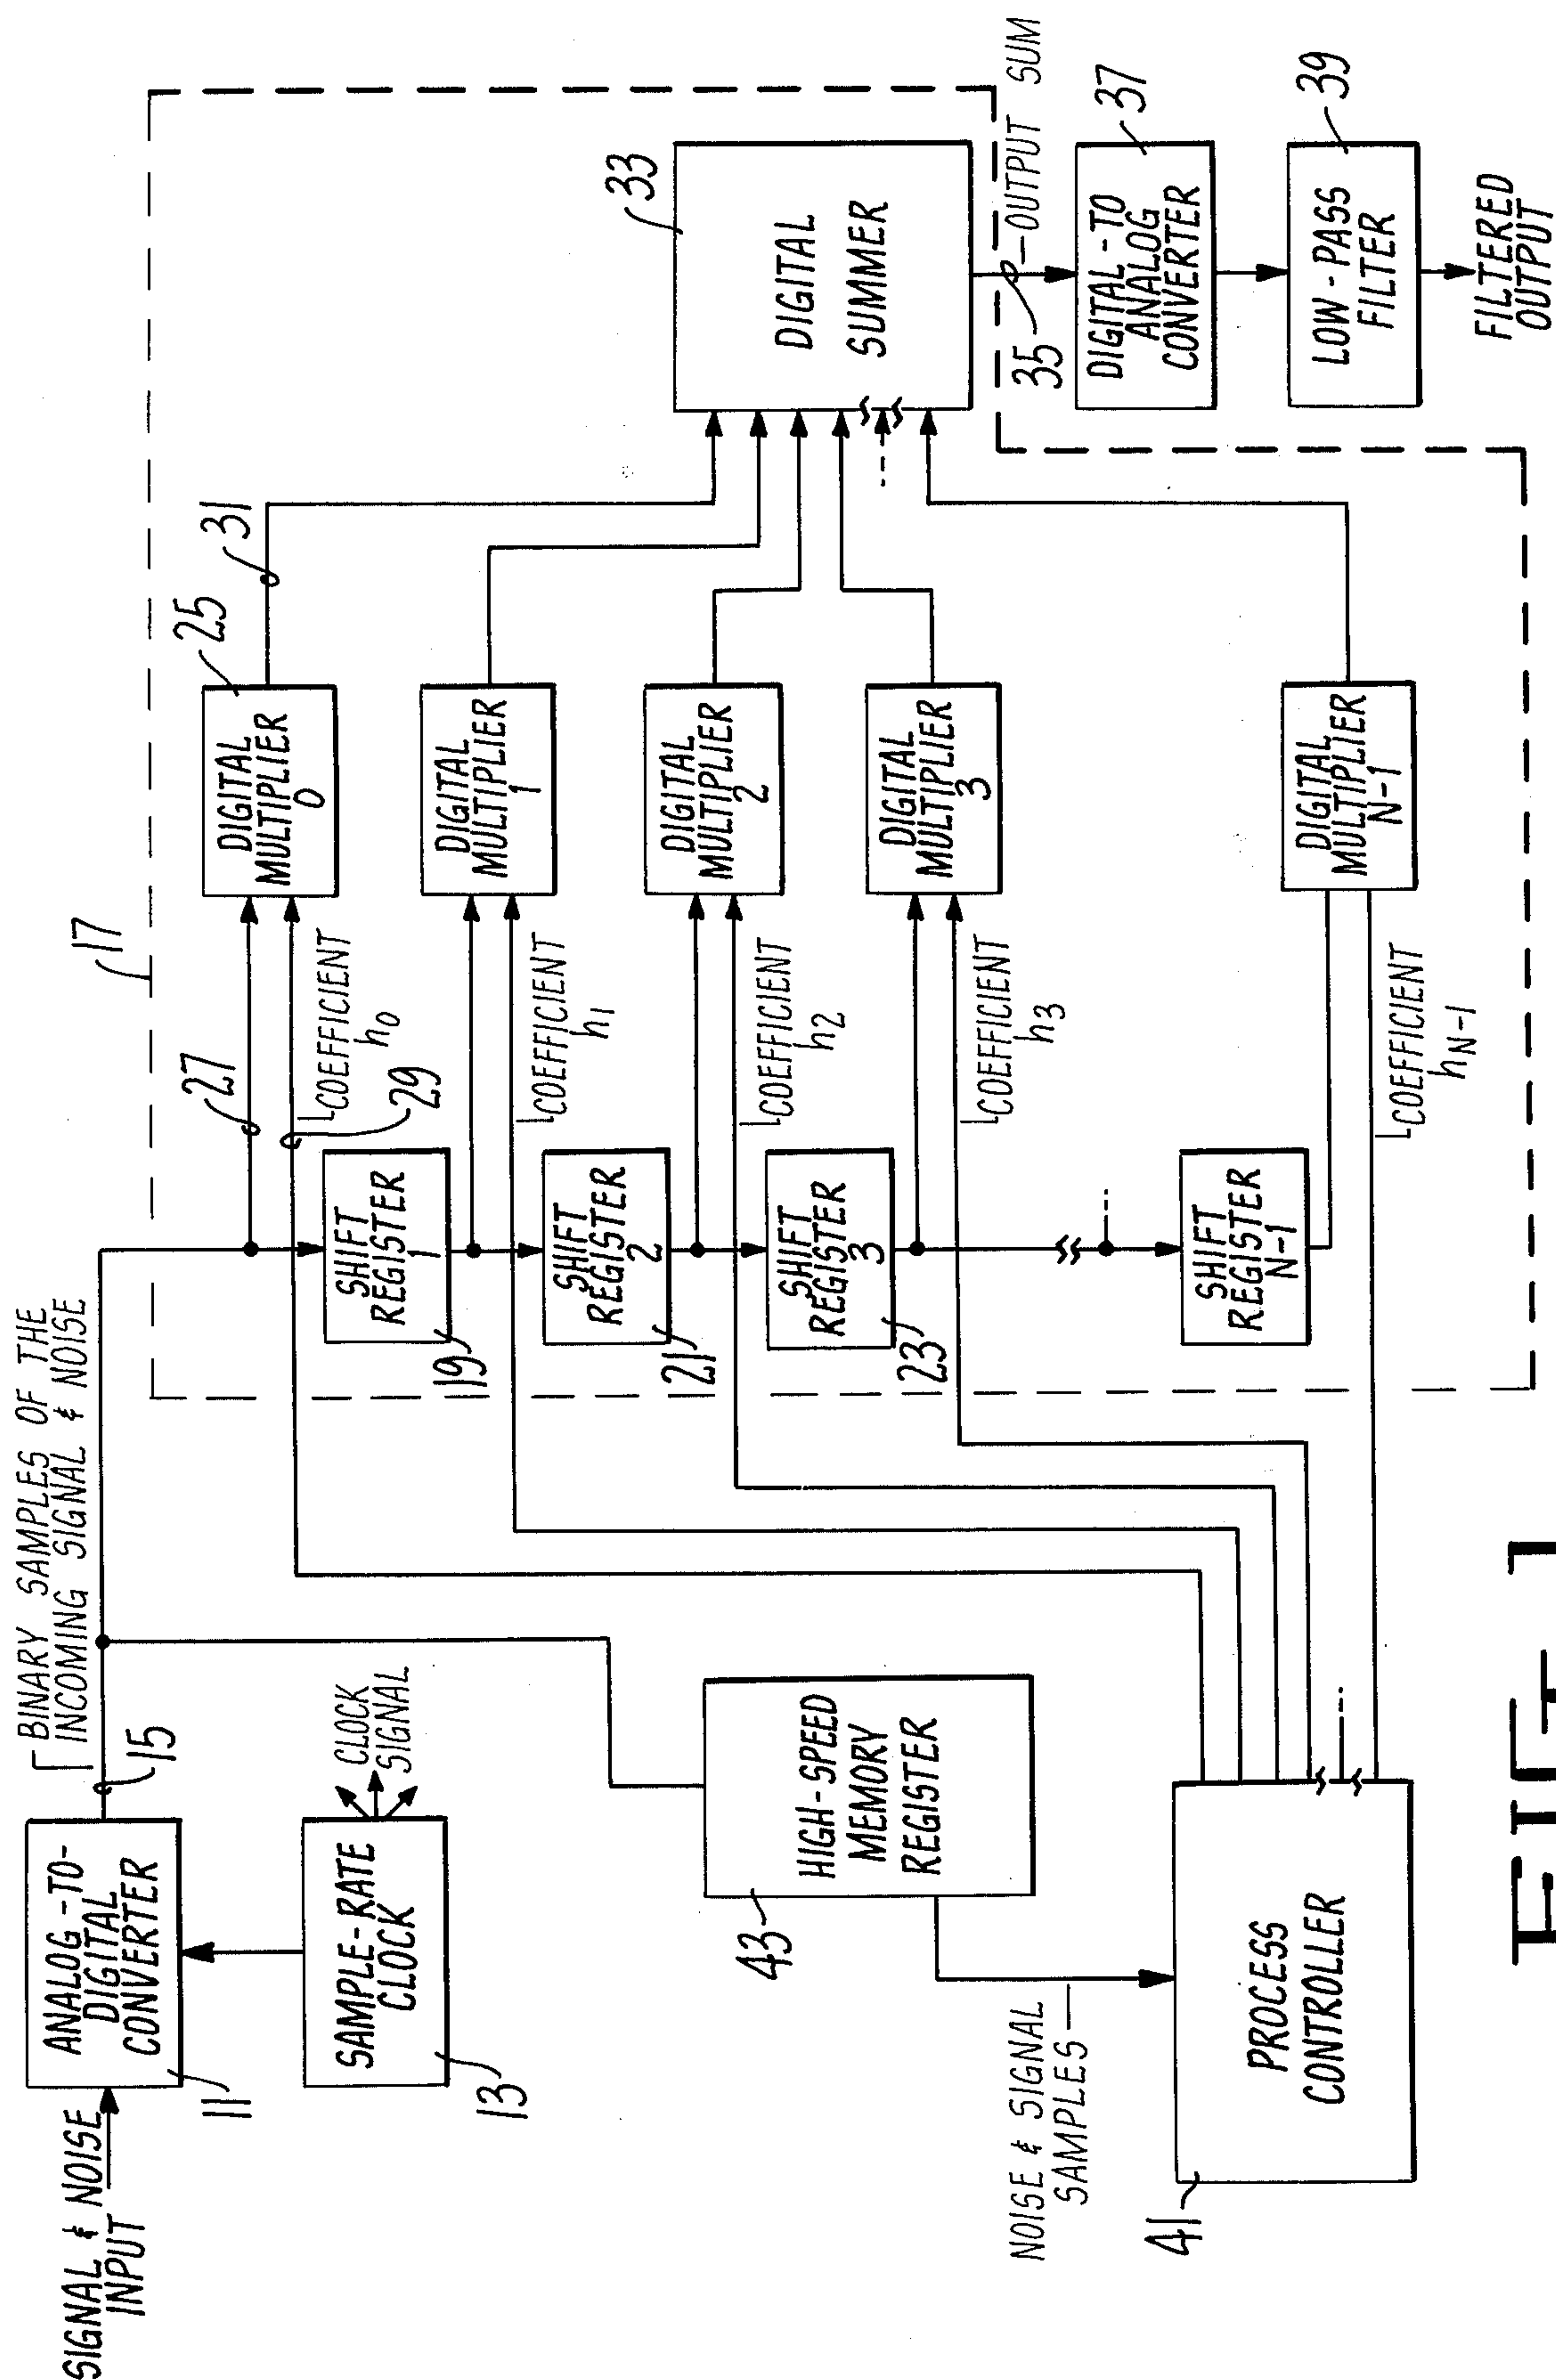 SIGNAL & NOISE
INPUT
ANALOG-TO-
DIGITAL
CONVERTER
11
15
BINARY SAMPLES OF THE
INCOMING SIGNAL & NOISE
SAMPLE-RATE
CLOCK
13
CLOCK
SIGNAL
HIGH-SPEED
MEMORY
REGISTER
43
NOISE & SIGNAL
SAMPLES
PROCESS
CONTROLLER
41
17
SHIFT
REGISTER
1
19
SHIFT
REGISTER
2
21
SHIFT
REGISTER
3
23
SHIFT
REGISTER
N-1
27
COEFFICIENT
h0
29
COEFFICIENT
h1
COEFFICIENT
h2
COEFFICIENT
h3
COEFFICIENT
hN-1
DIGITAL
MULTIPLIER
0
25
31
DIGITAL
MULTIPLIER
1
DIGITAL
MULTIPLIER
2
DIGITAL
MULTIPLIER
3
DIGITAL
MULTIPLIER
N-1
DIGITAL
SUMMER
33
35
OUTPUT SUM
DIGITAL-TO
ANALOG
CONVERTER
37
LOW-PASS
FILTER
39
FILTERED
OUTPUT